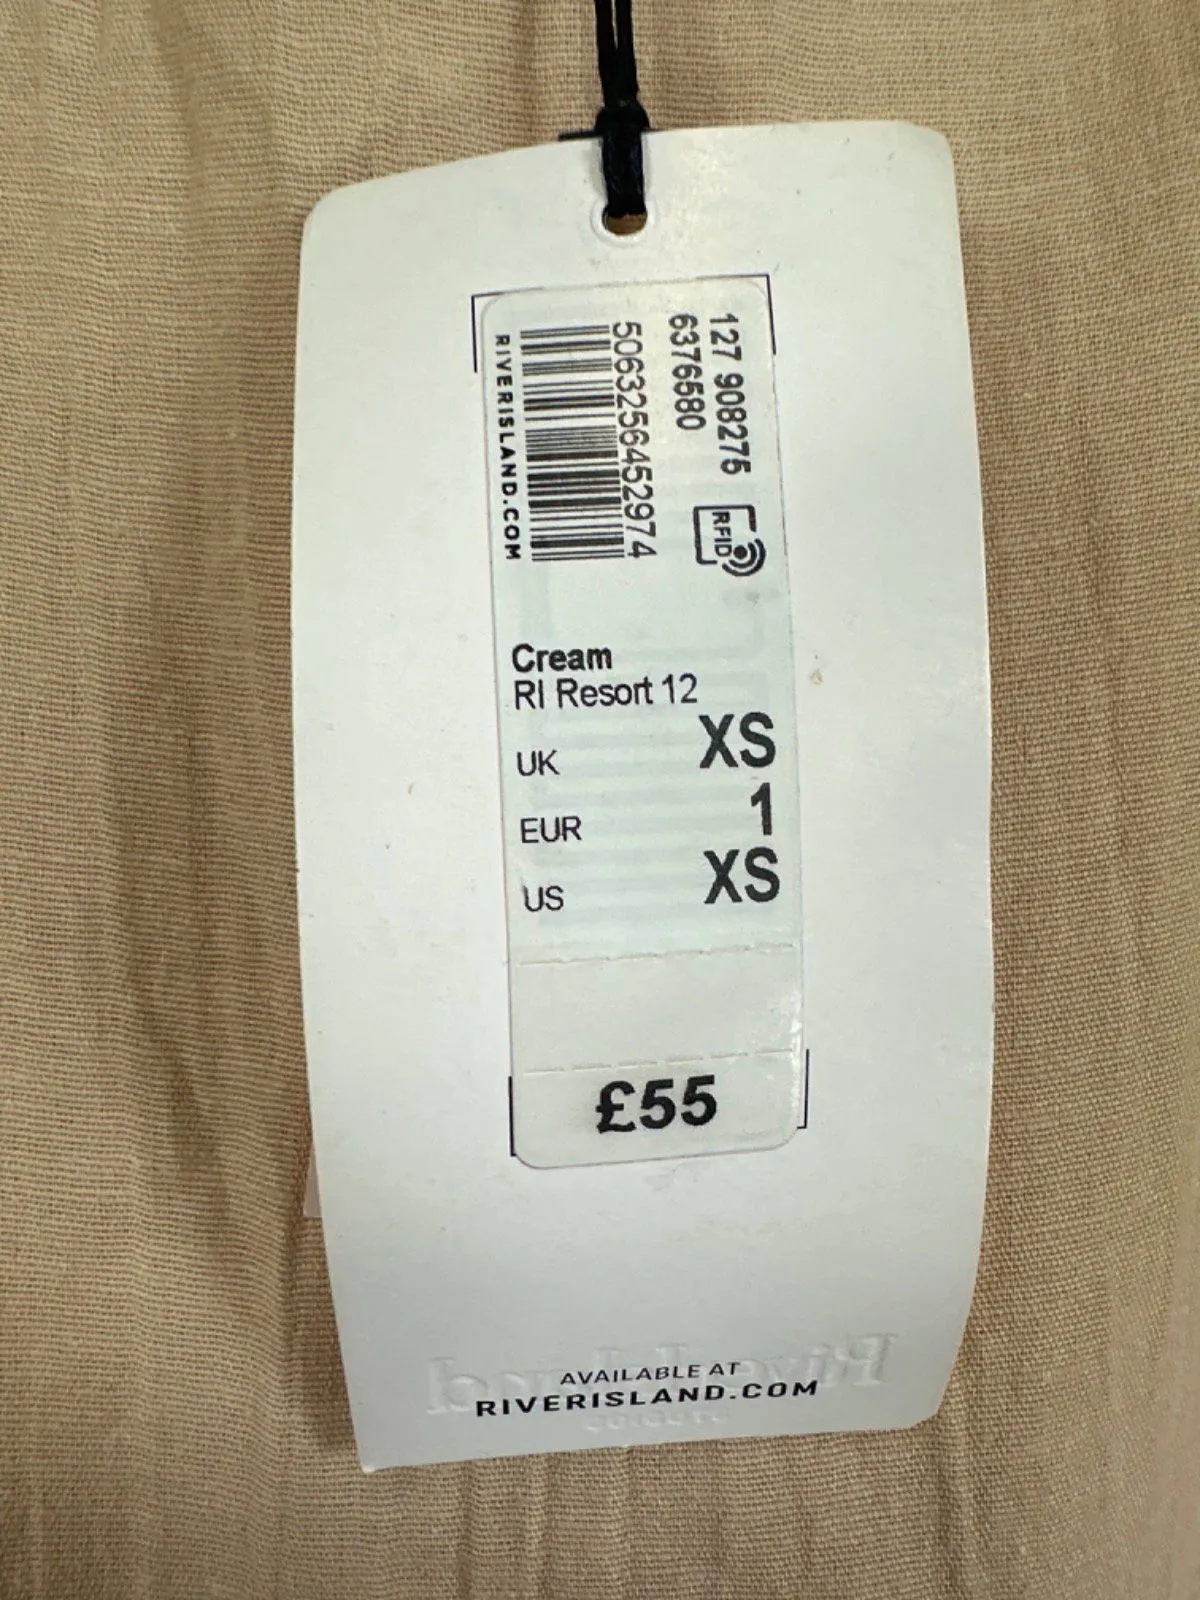 127 908275
6376580
RFID
5063256452974
RIVERISLAND.COM
Cream
RI Resort 12
UK XS
EUR 1
US XS
£55
AVAILABLE AT
RIVERISLAND.COM